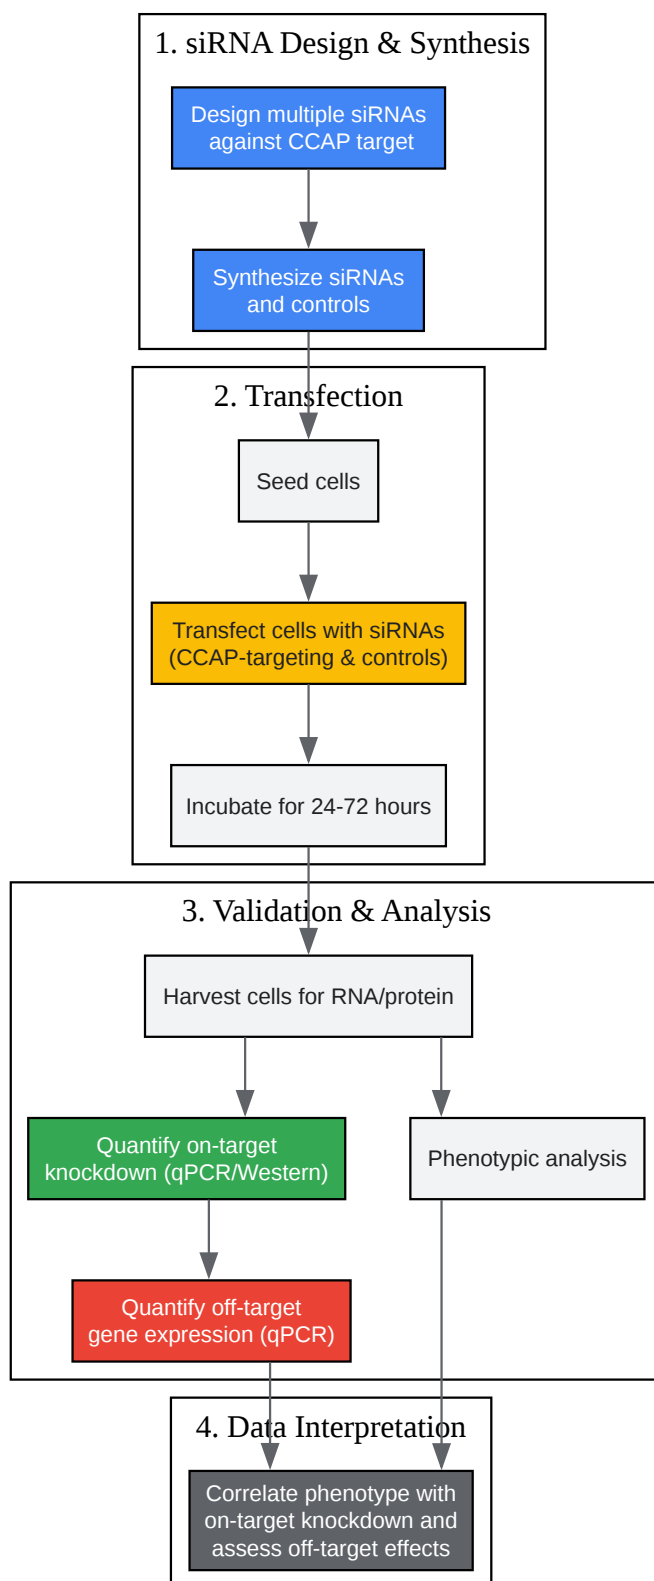 1. siRNA Design & Synthesis
Design multiple siRNAs
against CCAP target
Synthesize siRNAs
and controls
2. Transfection
Seed cells
Transfect cells with siRNAs
(CCAP-targeting & controls)
Incubate for 24-72 hours
3. Validation & Analysis
Harvest cells for RNA/protein
Quantify on-target
knockdown (qPCR/Western)
Phenotypic analysis
Quantify off-target
gene expression (qPCR)
4. Data Interpretation
Correlate phenotype with
on-target knockdown and
assess off-target effects